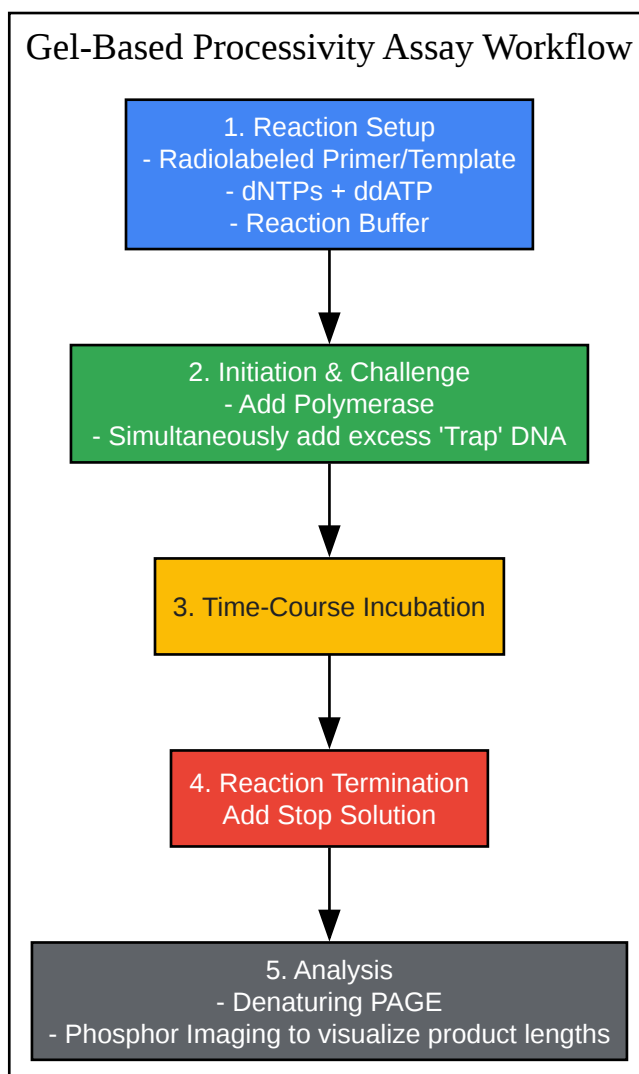 Gel-Based Processivity Assay Workflow
1. Reaction Setup
- Radiolabeled Primer/Template
- dNTPs + ddATP
- Reaction Buffer
2. Initiation & Challenge
- Add Polymerase
- Simultaneously add excess 'Trap' DNA
3. Time-Course Incubation
4. Reaction Termination
Add Stop Solution
5. Analysis
- Denaturing PAGE
- Phosphor Imaging to visualize product lengths